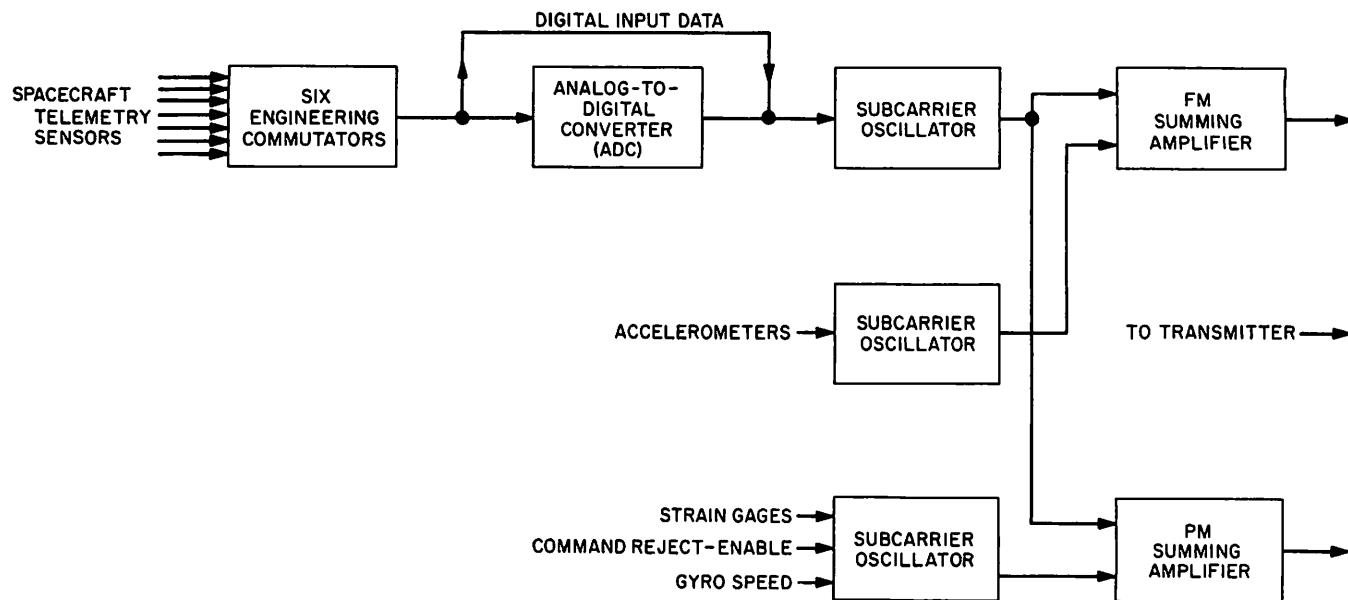 DIGITAL INPUT DATA
SPACECRAFT
TELEMETRY
SENSORS
SIX
ENGINEERING
COMMUTATORS
ANALOG-TO-
DIGITAL
CONVERTER
(ADC)
SUBCARRIER
OSCILLATOR
FM
SUMMING
AMPLIFIER
ACCELEROMETERS
SUBCARRIER
OSCILLATOR
TO TRANSMITTER
STRAIN GAGES
COMMAND REJECT-ENABLE
GYRO SPEED
SUBCARRIER
OSCILLATOR
PM
SUMMING
AMPLIFIER